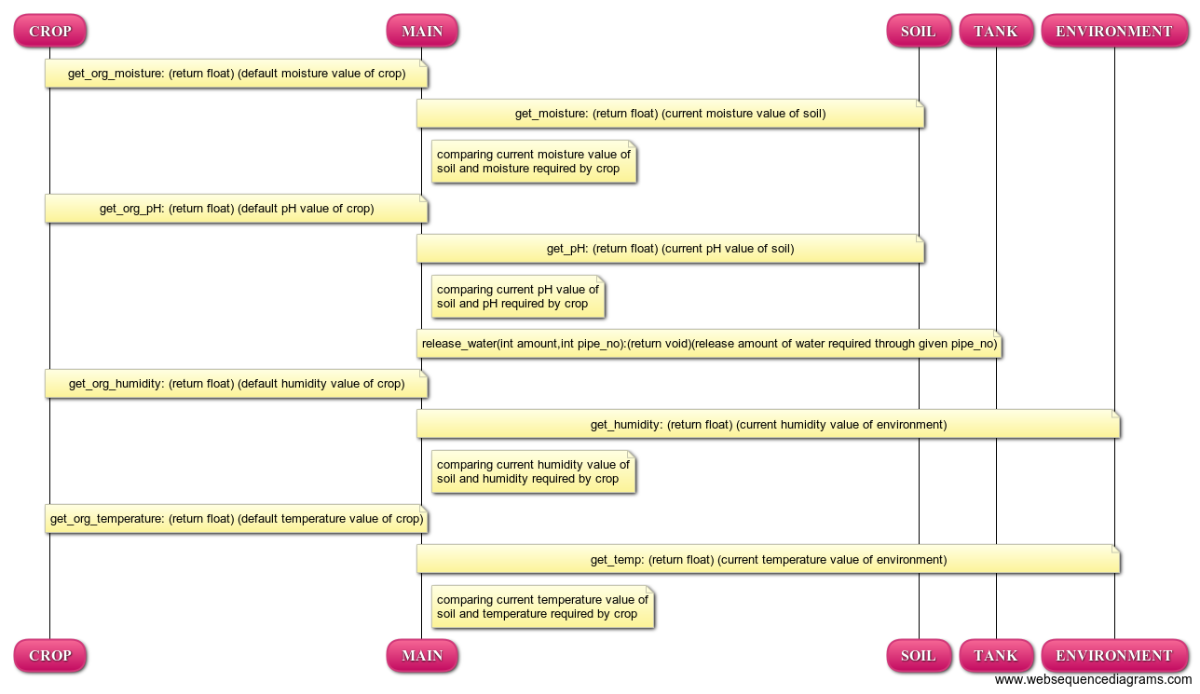 CROP MAIN SOIL TANK ENVIRONMENT
get_org_moisture: (return float) (default moisture value of crop)
get_moisture: (return float) (current moisture value of soil)
comparing current moisture value of
soil and moisture required by crop
get_org_pH: (return float) (default pH value of crop)
get_pH: (return float) (current pH value of soil)
comparing current pH value of
soil and pH required by crop
release_water(int amount,int pipe_no):(return void)(release amount of water required through given pipe_no)
get_org_humidity: (return float) (default humidity value of crop)
get_humidity: (return float) (current humidity value of environment)
comparing current humidity value of
soil and humidity required by crop
get_org_temperature: (return float) (default temperature value of crop)
get_temp: (return float) (current temperature value of environment)
comparing current temperature value of
soil and temperature required by crop
CROP MAIN SOIL TANK ENVIRONMENT
www.websequencediagrams.com